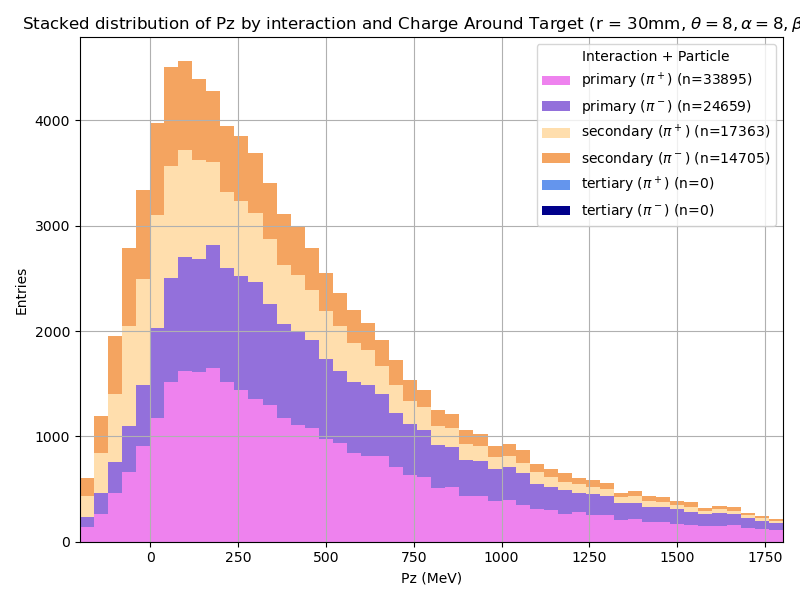 Stacked distribution of Pz by interaction and Charge Around Target (r = 30mm, θ = 8, α = 8, β
Interaction + Particle
primary (π⁺) (n=33895)
primary (π⁻) (n=24659)
secondary (π⁺) (n=17363)
secondary (π⁻) (n=14705)
tertiary (π⁺) (n=0)
tertiary (π⁻) (n=0)
Entries
4000
3000
2000
1000
0
0 250 500 750 1000 1250 1500 1750
Pz (MeV)